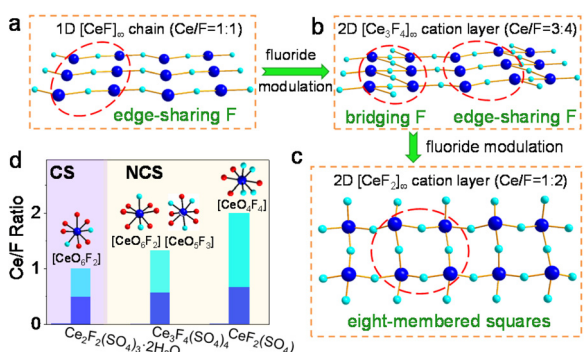 a
1D [CeF]∞ chain (Ce/F=1:1)
edge-sharing F
fluoride
modulation
b
2D [Ce3F4]∞ cation layer (Ce/F=3:4)
bridging F
edge-sharing F
fluoride modulation
c
2D [CeF2]∞ cation layer (Ce/F=1:2)
eight-membered squares
d
CS
NCS
Ce/F Ratio
2
1
0
[CeO6F2]
[CeO6F2] [CeO5F3]
[CeO4F4]
Ce2F2(SO4)3·2H2O
Ce3F4(SO4)4
CeF2(SO4)